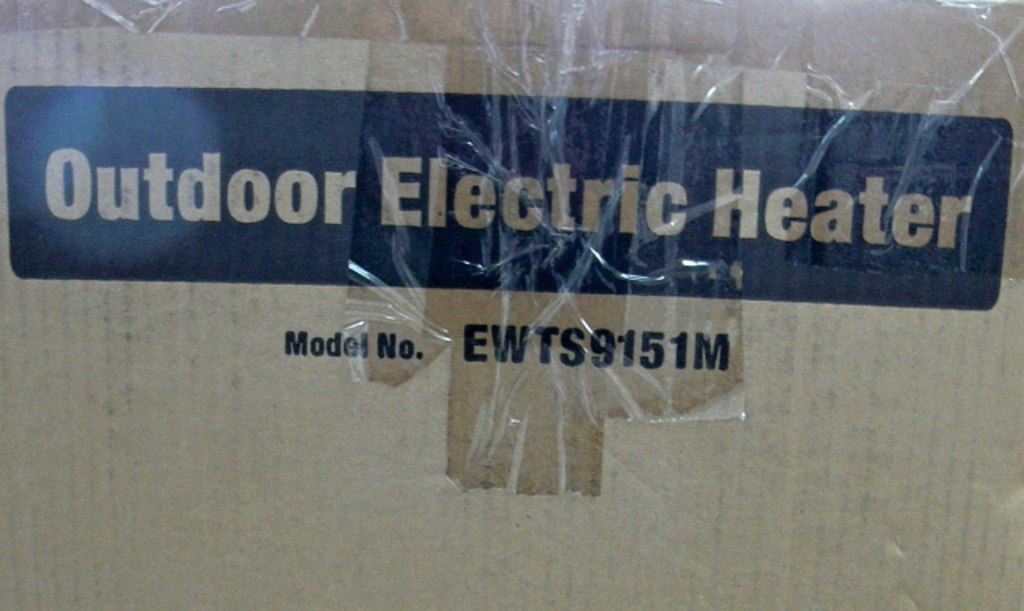 Outdoor Electric Heater
Model No. EWTS9151M